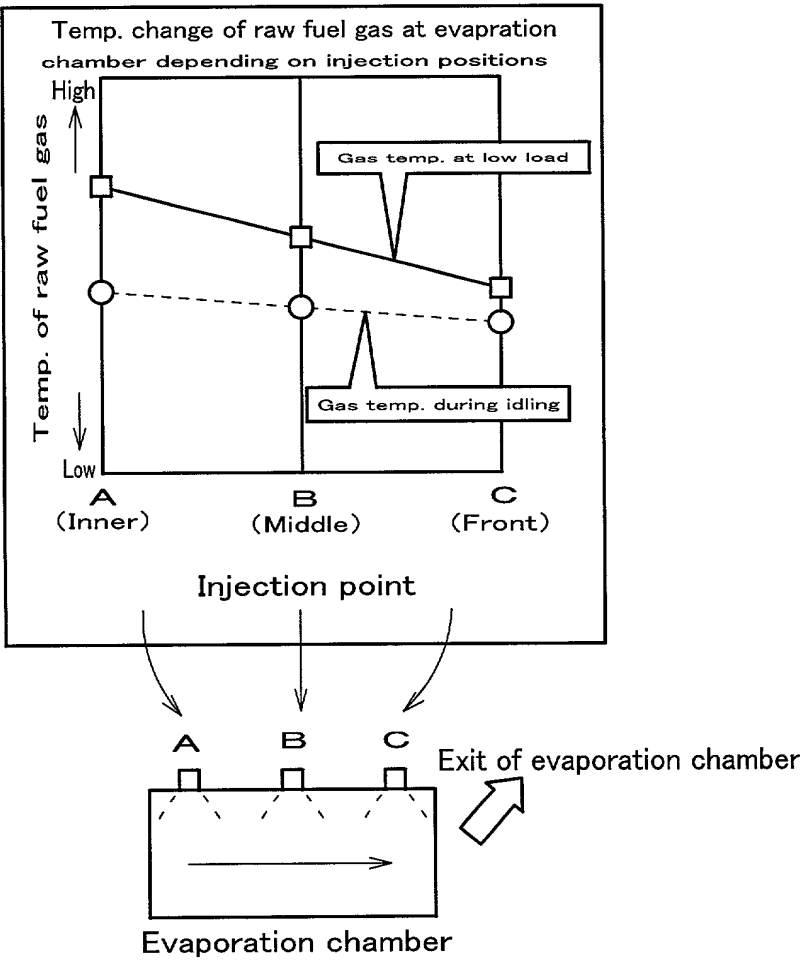 Temp. change of raw fuel gas at evapration
chamber depending on injection positions
High
Temp. of raw fuel gas
Gas temp. at low load
Gas temp. during idling
Low
A
B
C
(Inner)
(Middle)
(Front)
Injection point
A
B
C
Exit of evaporation chamber
Evaporation chamber